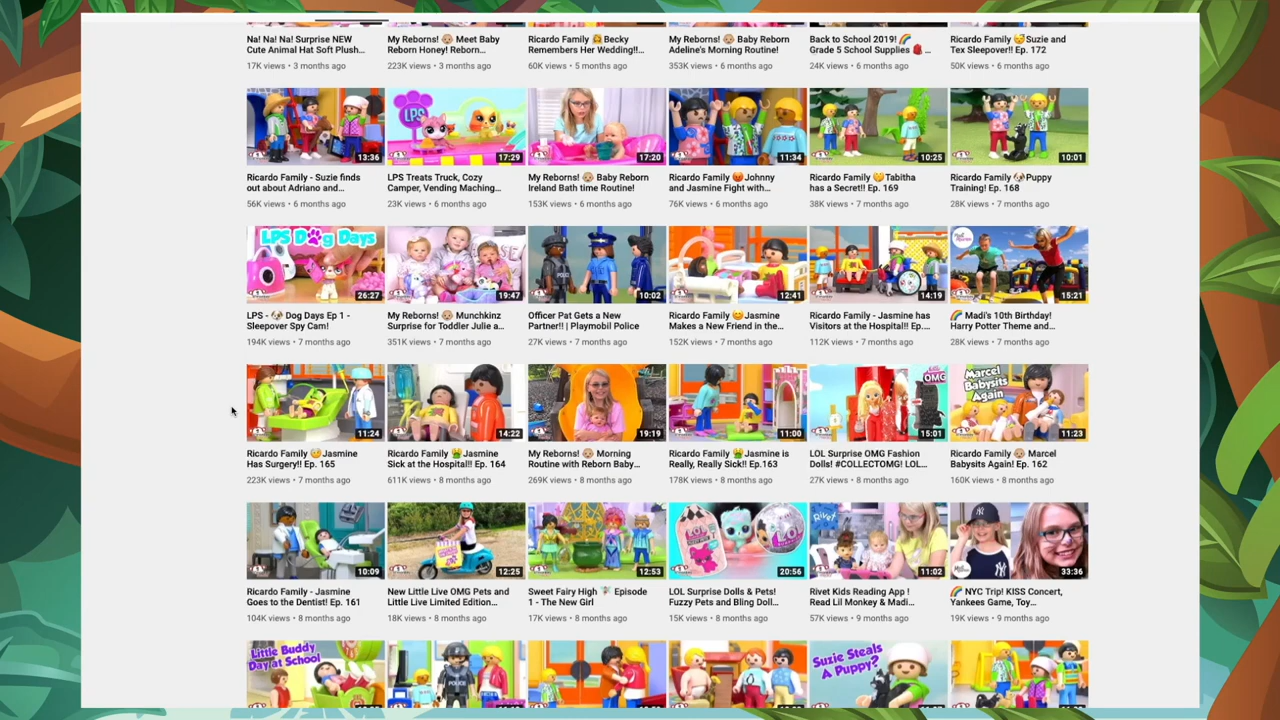 Na! Na! Na! Surprise NEW
Cute Animal Hat Soft Plush...
17K views • 3 months ago
My Reborns! 👶🏼 Meet Baby
Reborn Honey! Reborn...
223K views • 3 months ago
Ricardo Family 👰Becky
Remembers Her Wedding!!...
60K views • 5 months ago
My Reborns! 👶🏼 Baby Reborn
Adeline's Morning Routine!
353K views • 6 months ago
Back to School 2019! 🌈
Grade 5 School Supplies 🎒 ...
24K views • 6 months ago
Ricardo Family 😴Suzie and
Tex Sleepover!! Ep. 172
50K views • 6 months ago
13:36
Ricardo Family - Suzie finds
out about Adriano and...
56K views • 6 months ago
LPS
17:29
LPS Treats Truck, Cozy
Camper, Vending Maching...
23K views • 6 months ago
17:20
My Reborns! 👶🏼 Baby Reborn
Ireland Bath time Routine!
153K views • 6 months ago
11:34
Ricardo Family 😡Johnny
and Jasmine Fight with...
76K views • 6 months ago
10:25
Ricardo Family 🤫Tabitha
has a Secret!! Ep. 169
38K views • 7 months ago
10:01
Ricardo Family 🐶Puppy
Training! Ep. 168
28K views • 7 months ago
LPS Dog Days
26:27
LPS - 🐶 Dog Days Ep 1 -
Sleepover Spy Cam!
194K views • 7 months ago
19:47
My Reborns! 👶🏼 Munchkinz
Surprise for Toddler Julie a...
351K views • 7 months ago
POLICE
10:02
Officer Pat Gets a New
Partner!! | Playmobil Police
27K views • 7 months ago
12:41
Ricardo Family 😊Jasmine
Makes a New Friend in the...
152K views • 7 months ago
14:19
Ricardo Family - Jasmine has
Visitors at the Hospital!! Ep....
112K views • 7 months ago
15:21
🌈 Madi's 10th Birthday!
Harry Potter Theme and...
28K views • 7 months ago
11:24
Ricardo Family 🤕Jasmine
Has Surgery!! Ep. 165
223K views • 7 months ago
14:22
Ricardo Family 🤮Jasmine
Sick at the Hospital!! Ep. 164
611K views • 8 months ago
19:19
My Reborns! 👶🏼 Morning
Routine with Reborn Baby...
269K views • 8 months ago
11:00
Ricardo Family 🤮Jasmine is
Really, Really Sick!! Ep.163
178K views • 8 months ago
OMG
15:01
LOL Surprise OMG Fashion
Dolls! #COLLECTOMG! LOL...
27K views • 8 months ago
Marcel
Babysits
Again!
11:23
Ricardo Family 👶🏼 Marcel
Babysits Again! Ep. 162
160K views • 8 months ago
10:09
Ricardo Family - Jasmine
Goes to the Dentist! Ep. 161
104K views • 8 months ago
12:25
New Little Live OMG Pets and
Little Live Limited Edition...
18K views • 8 months ago
12:53
Sweet Fairy High 🧚 Episode
1 - The New Girl
17K views • 8 months ago
LOL
20:56
LOL Surprise Dolls & Pets!
Fuzzy Pets and Bling Doll...
15K views • 8 months ago
Rivet
11:02
Rivet Kids Reading App !
Read Lil Monkey & Madi...
57K views • 9 months ago
33:36
🌈 NYC Trip! KISS Concert,
Yankees Game, Toy...
19K views • 9 months ago
Little Buddy
Day at School
POLICE
Suzie Steals
A Puppy?